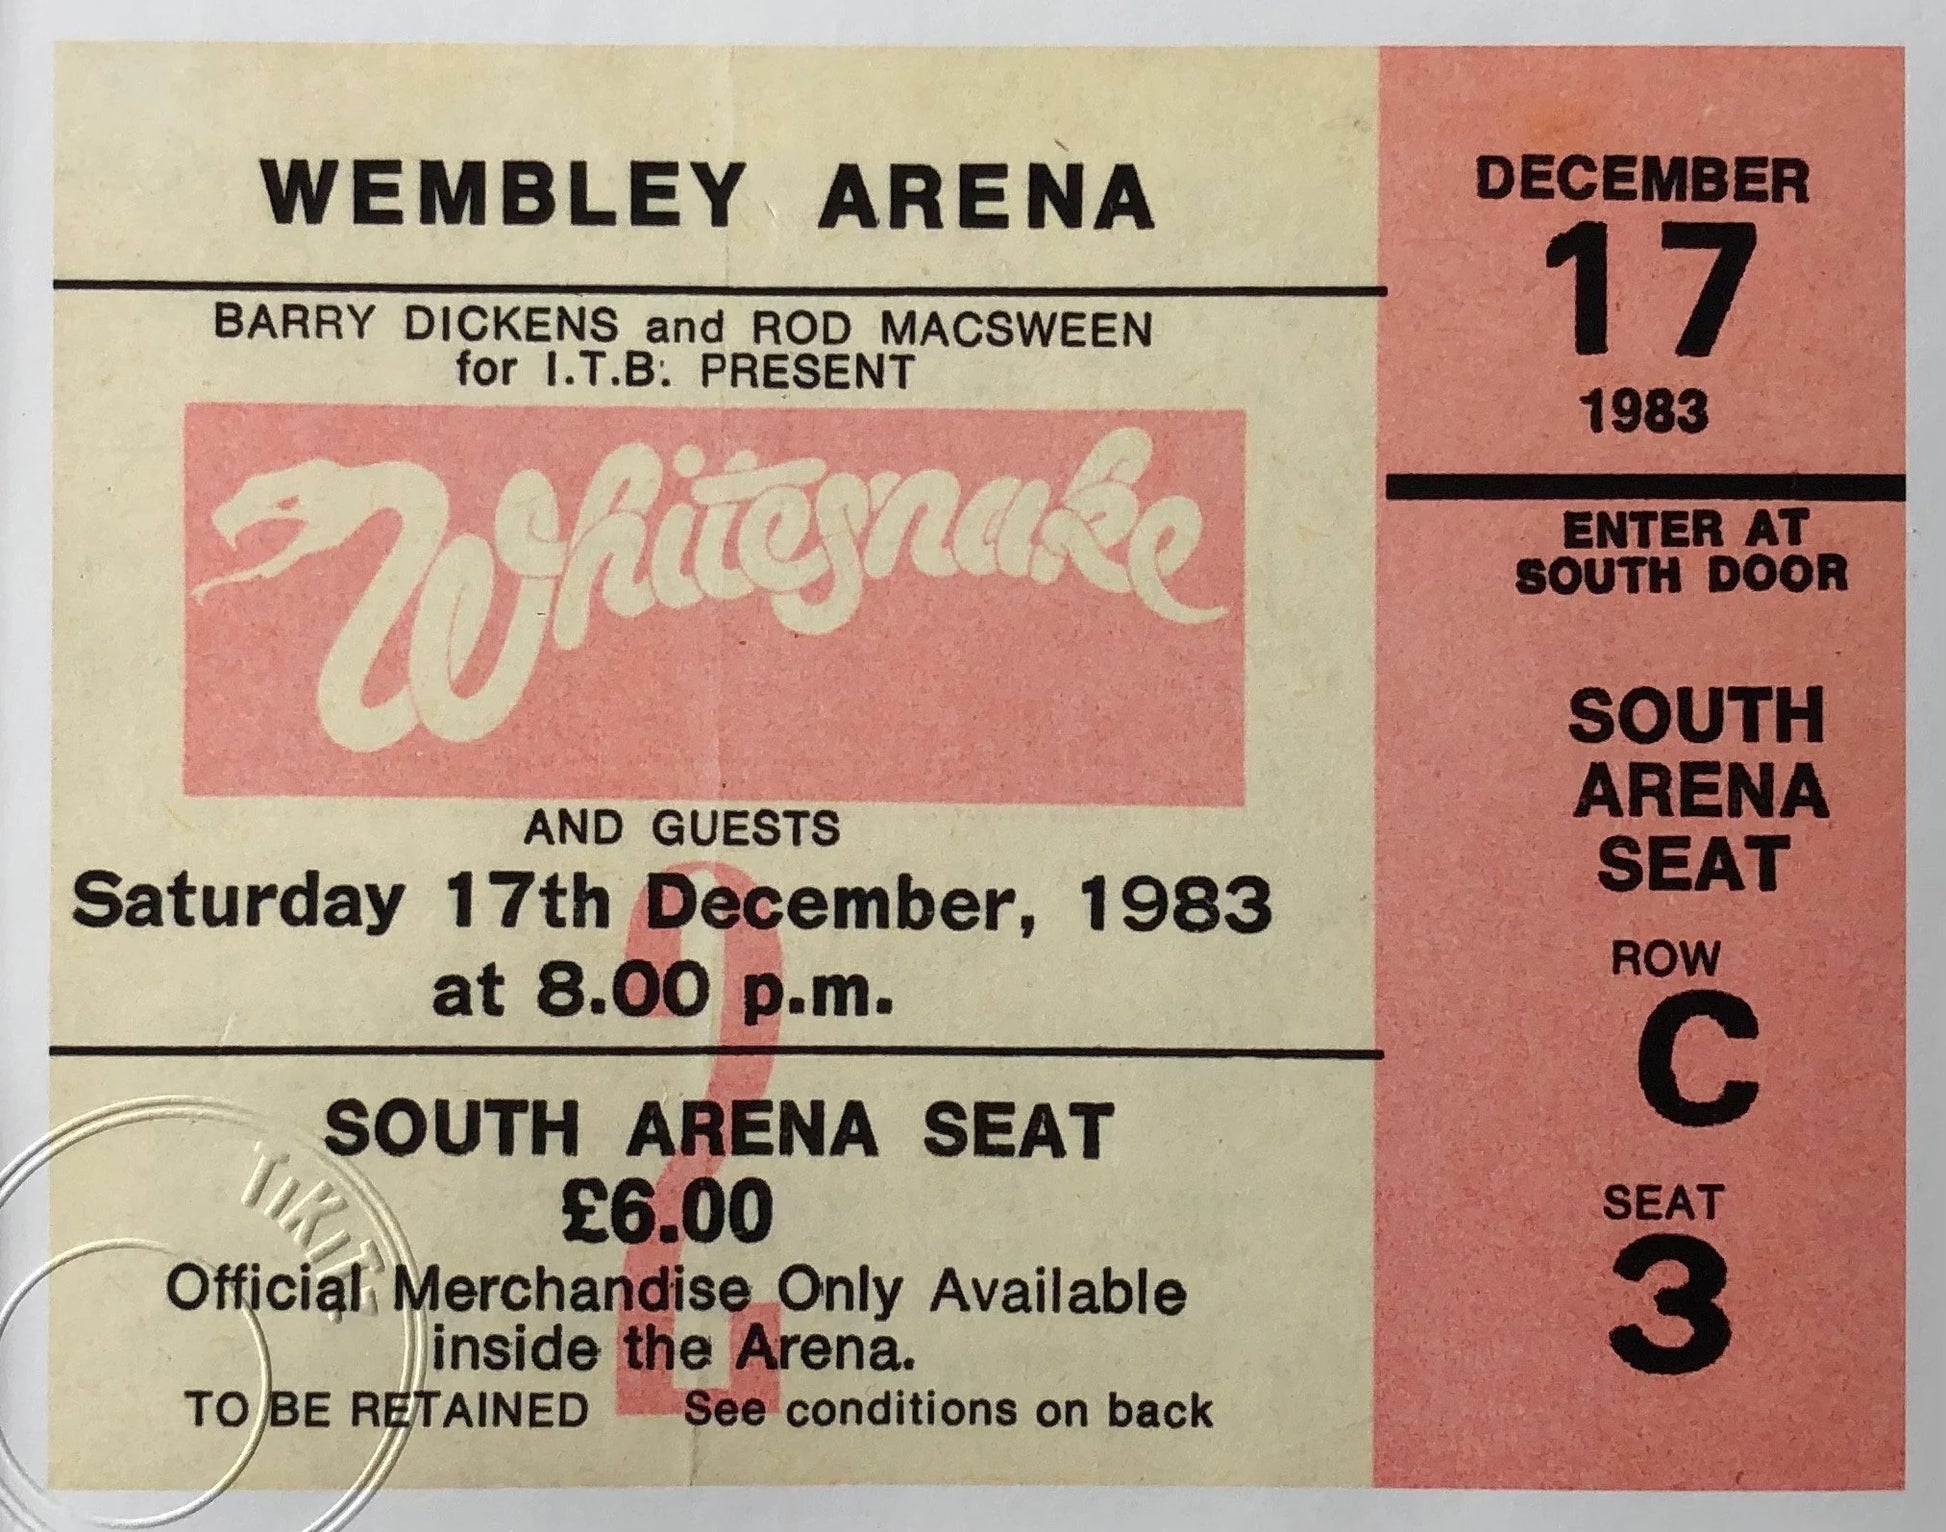 WEMBLEY ARENA
BARRY DICKENS and ROD MACSWEEN
for I.T.B. PRESENT
Whitesnake
AND GUESTS
Saturday 17th December, 1983
at 8.00 p.m.
SOUTH ARENA SEAT
£6.00
Official Merchandise Only Available
inside the Arena.
TO BE RETAINED See conditions on back
TiKiT
DECEMBER
17
1983
ENTER AT
SOUTH DOOR
SOUTH
ARENA
SEAT
ROW
C
SEAT
3
2